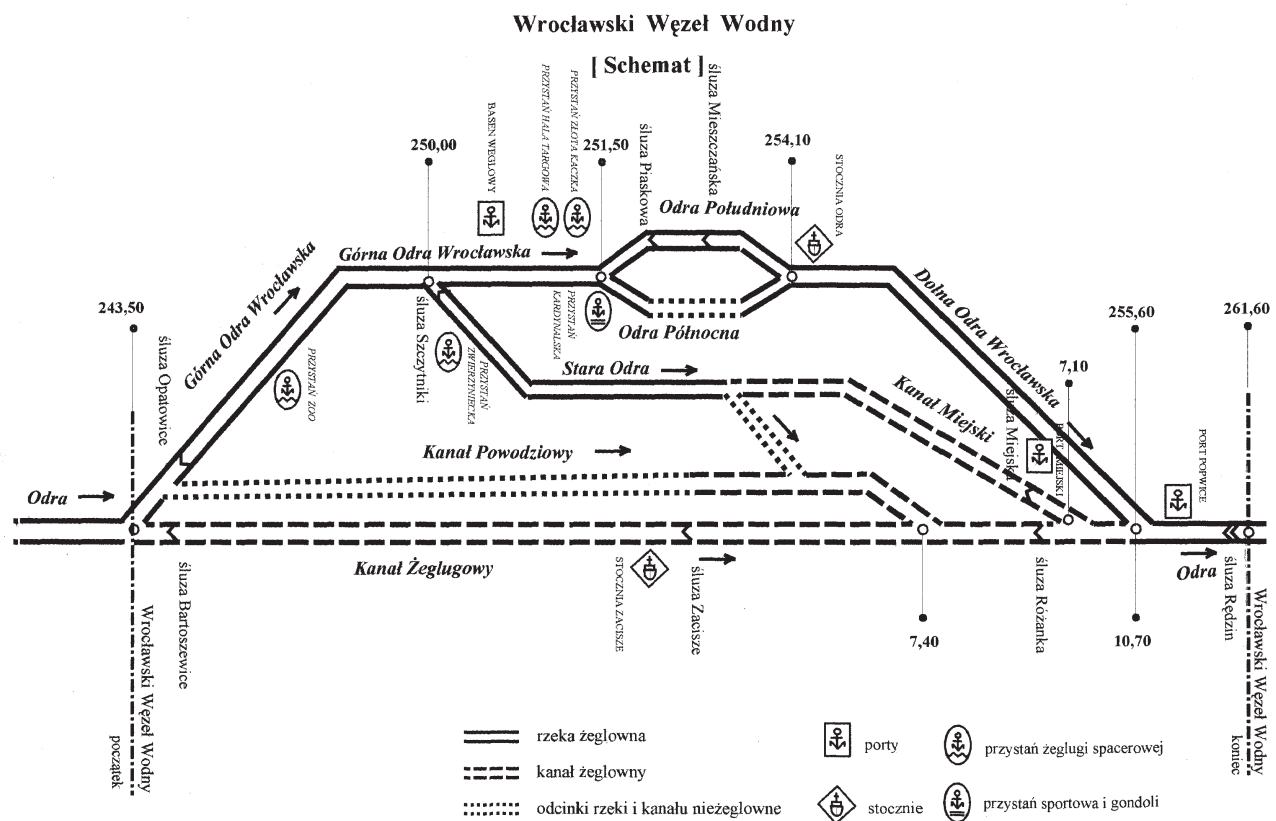 Wrocławski Węzeł Wodny
[ Schemat ]
śluza Mieszczańska
PRZYSTAŃ HALA TARGOWA
PRZYSTAŃ ZŁOTA KACZKA
BASEN WĘGLOWY
śluza Piaskowa
250,00
251,50
254,10
STOCZNIA ODRA
Odra Południowa
Górna Odra Wrocławska
Górna Odra Wrocławska
243,50
śluza Opatowice
PRZYSTAŃ ZOO
śluza Szczytniki
PRZYSTAŃ ZWIERZYNIECKA
PRZYSTAŃ KARDYNALSKA
Odra Północna
Dolna Odra Wrocławska
255,60
261,60
7,10
Stara Odra
Kanał Miejski
śluza Miejska
PORT MIEJSKI
PORT POPWICE
Kanał Powodziowy
Odra
Kanał Żeglugowy
STOCZNIA ZACISZE
śluza Zacisze
śluza Bartoszewice
śluza Różanka
Odra
śluza Rędzin
7,40
10,70
Wrocławski Węzeł Wodny
początek
Wrocławski Węzeł Wodny
koniec
rzeka żeglowna
kanał żeglowny
odcinki rzeki i kanału nieżeglowne
porty
stocznie
przystań żeglugi spacerowej
przystań sportowa i gondoli